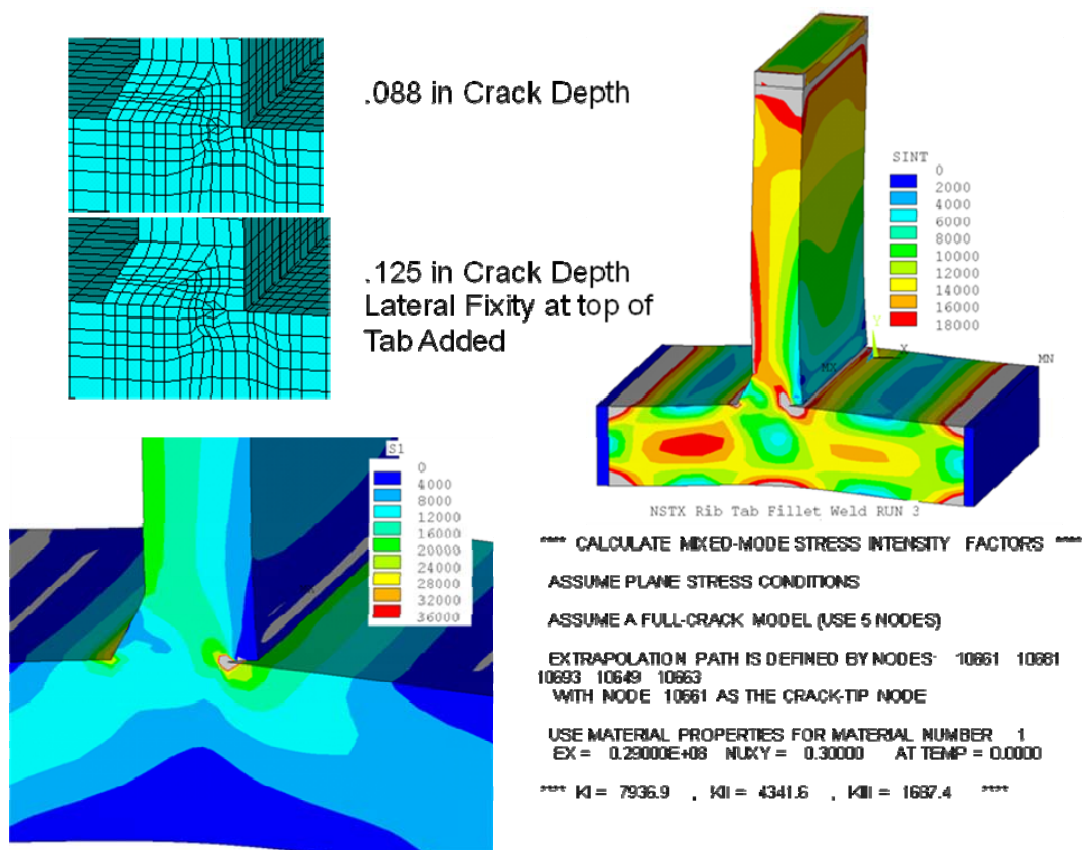 .088 in Crack Depth
.125 in Crack Depth
Lateral Fixity at top of
Tab Added
SINT
0
2000
4000
6000
8000
10000
12000
14000
16000
18000
Y
X
MX
MN
NSTX Rib Tab Fillet Weld RUN 3
S1
0
4000
8000
12000
16000
20000
24000
28000
32000
36000
**** CALCULATE MIXED-MODE STRESS INTENSITY FACTORS ****
ASSUME PLANE STRESS CONDITIONS
ASSUME A FULL-CRACK MODEL (USE 5 NODES)
EXTRAPOLATION PATH IS DEFINED BY NODES: 10661 10681
10693 10649 10663
WITH NODE 10661 AS THE CRACK-TIP NODE
USE MATERIAL PROPERTIES FOR MATERIAL NUMBER 1
EX = 0.29000E+08 NUXY = 0.30000 AT TEMP = 0.0000
**** KI = 7936.9 , KII = 4341.6 , KIII = 1687.4 ****